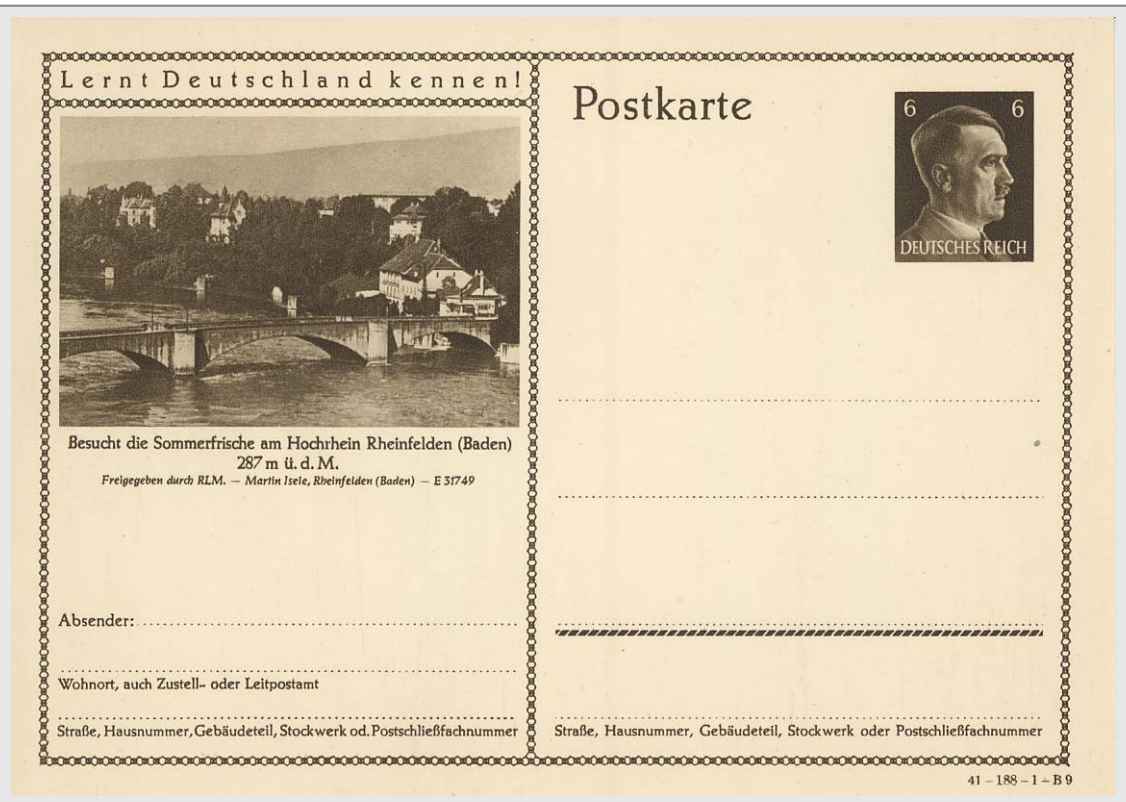 Lernt Deutschland kennen!
Besucht die Sommerfrische am Hochrhein Rheinfelden (Baden)
287 m ü. d. M.
Freigegeben durch RLM. — Martin Isele, Rheinfelden (Baden) — E 31749
Absender:
Wohnort, auch Zustell- oder Leitpostamt
Straße, Hausnummer, Gebäudeteil, Stockwerk od. Postschließfachnummer
Postkarte
6 6
DEUTSCHES REICH
Straße, Hausnummer, Gebäudeteil, Stockwerk oder Postschließfachnummer
41 – 188 – 1 – B 9